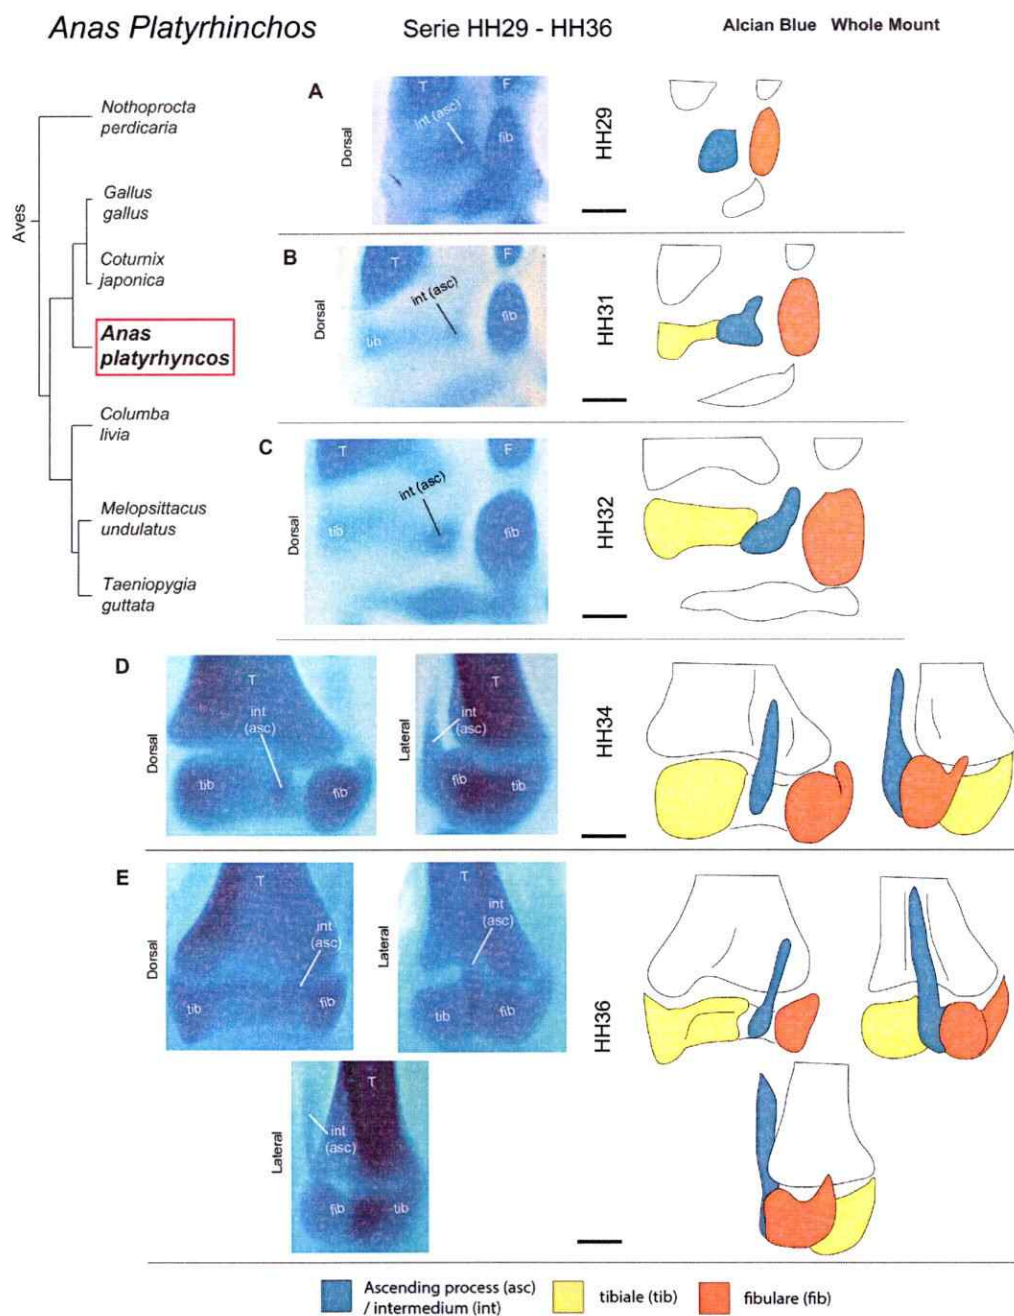 Anas Platyrhinchos
Serie HH29 - HH36
Alcian Blue Whole Mount
Aves
Nothoprocta
perdicaria
Gallus
gallus
Coturnix
japonica
Anas
platyrhyncos
Columba
livia
Melopsittacus
undulatus
Taeniopygia
guttata
A
Dorsal
T
F
int (asc)
fib
HH29
B
Dorsal
T
F
int (asc)
tib
fib
HH31
C
Dorsal
T
F
int (asc)
tib
fib
HH32
D
Dorsal
T
int
(asc)
tib
fib
Lateral
T
int
(asc)
fib
tib
HH34
E
Dorsal
T
int
(asc)
tib
fib
Lateral
T
int
(asc)
tib
fib
HH36
Lateral
T
int
(asc)
fib
tib
Ascending process (asc)
/ intermedium (int)
tibiale (tib)
fibulare (fib)